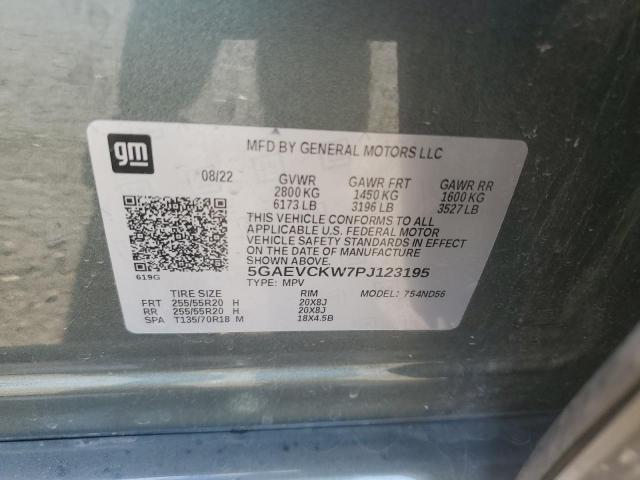 gm
MFD BY GENERAL MOTORS LLC
08/22 GVWR GAWR FRT GAWR RR
2800 KG 1450 KG 1600 KG
6173 LB 3196 LB 3527 LB
THIS VEHICLE CONFORMS TO ALL
APPLICABLE U.S. FEDERAL MOTOR
VEHICLE SAFETY STANDARDS IN EFFECT
ON THE DATE OF MANUFACTURE
SHOWN ABOVE.
619G
5GAEVCKW7PJ123195
TYPE: MPV MODEL: 754ND56
TIRE SIZE RIM
FRT 255/55R20 H 20X8J
RR 255/55R20 H 20X8J
SPA T135/70R18 M 18X4.5B